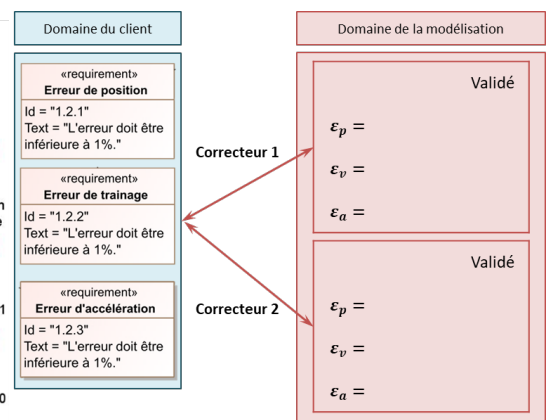 Domaine du client
Domaine de la modélisation
«requirement»
Erreur de position
Id = "1.2.1"
Text = "L'erreur doit être
inférieure à 1%."
«requirement»
Erreur de trainage
Id = "1.2.2"
Text = "L'erreur doit être
inférieure à 1%."
«requirement»
Erreur d'accélération
Id = "1.2.3"
Text = "L'erreur doit être
inférieure à 1%."
n
e
1
0
Correcteur 1
Correcteur 2
Validé
εp =
εv =
εa =
Validé
εp =
εv =
εa =